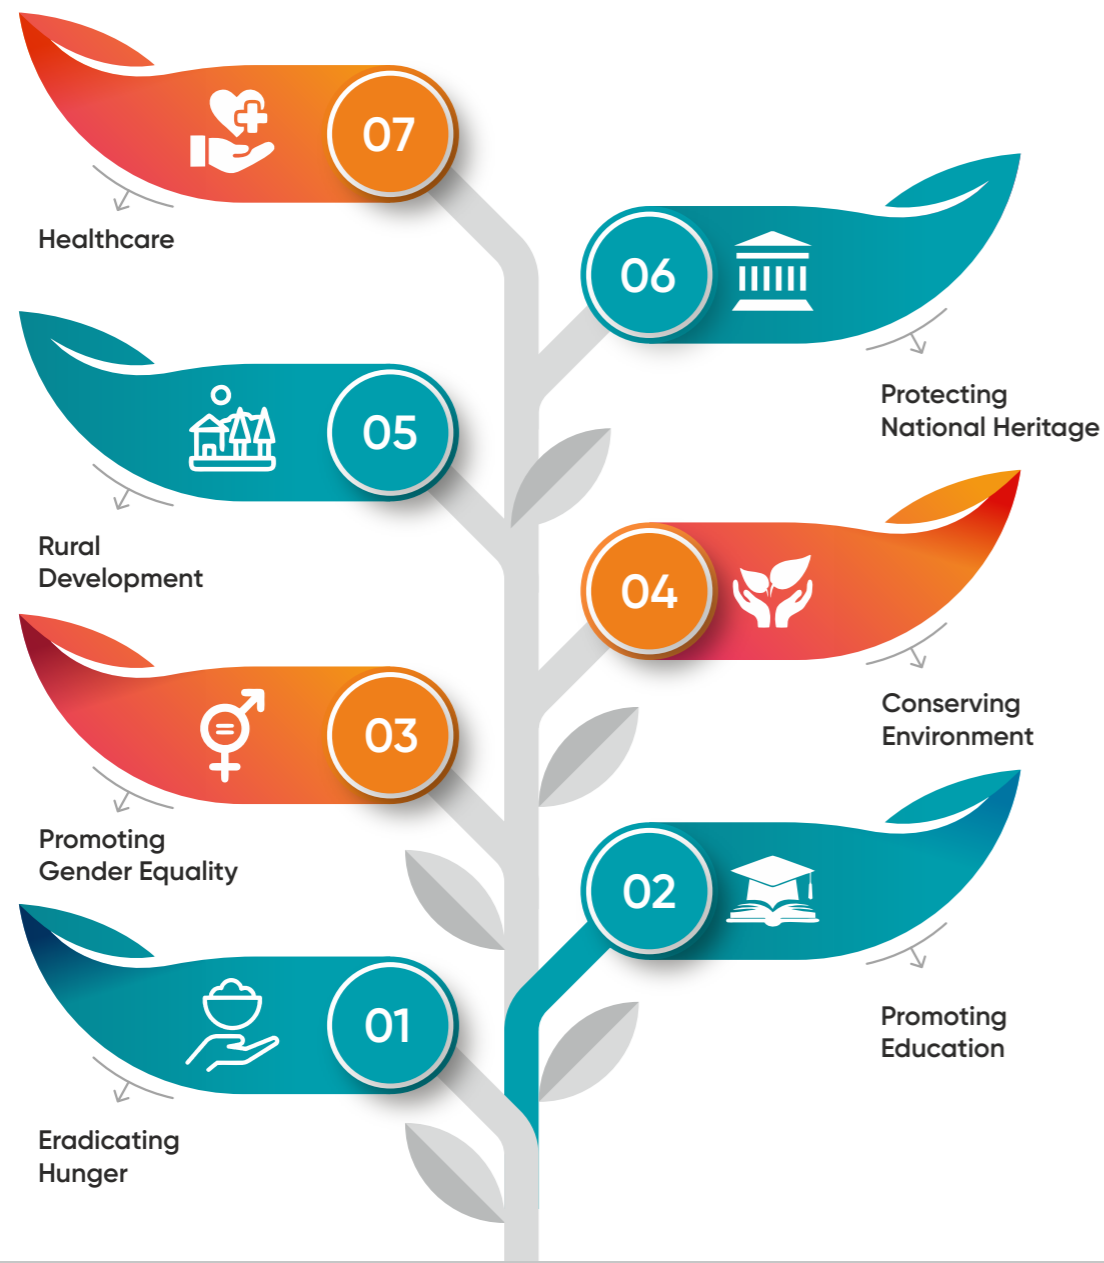 07
Healthcare
06
Protecting
National Heritage
05
Rural
Development
04
Conserving
Environment
03
Promoting
Gender Equality
02
Promoting
Education
01
Eradicating
Hunger